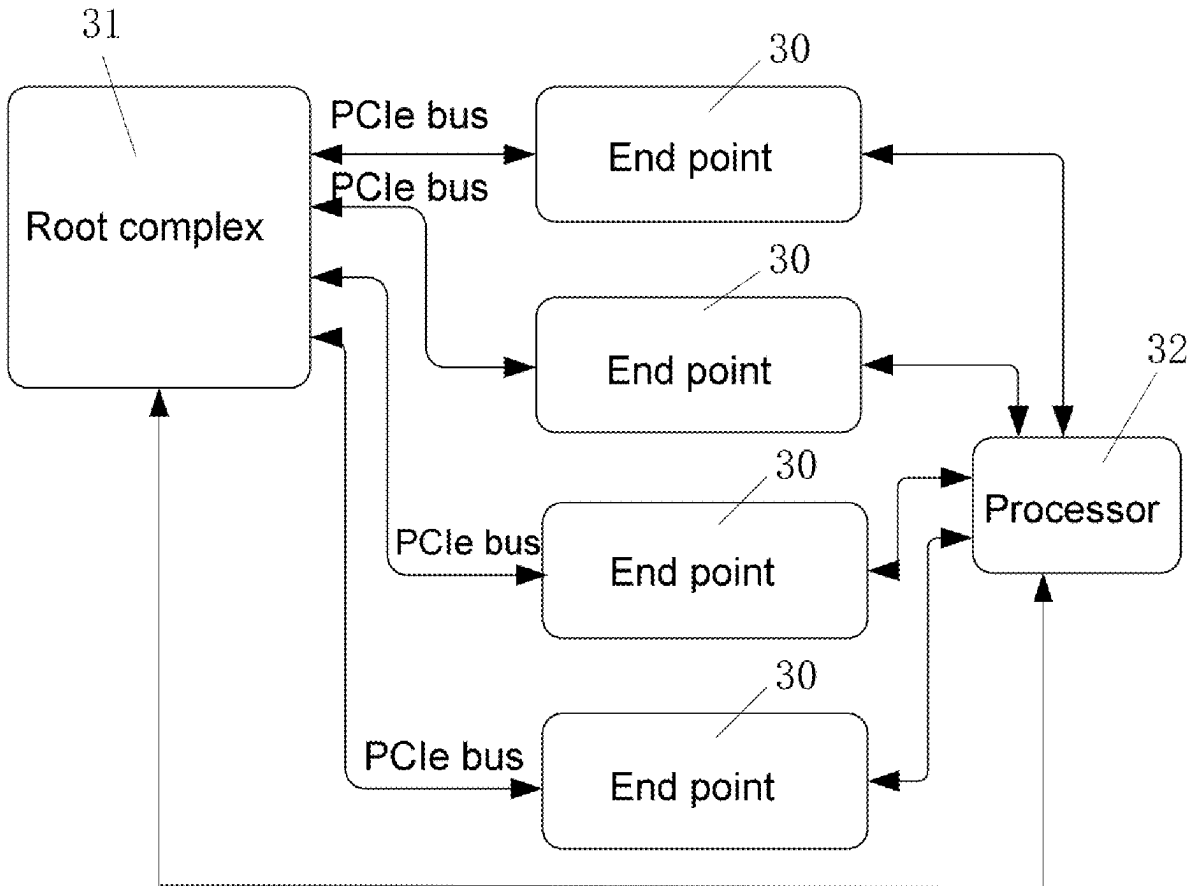 31
30
PCIe bus
End point
PCIe bus
Root complex
30
End point
32
30
Processor
PCIe bus
End point
30
PCIe bus
End point